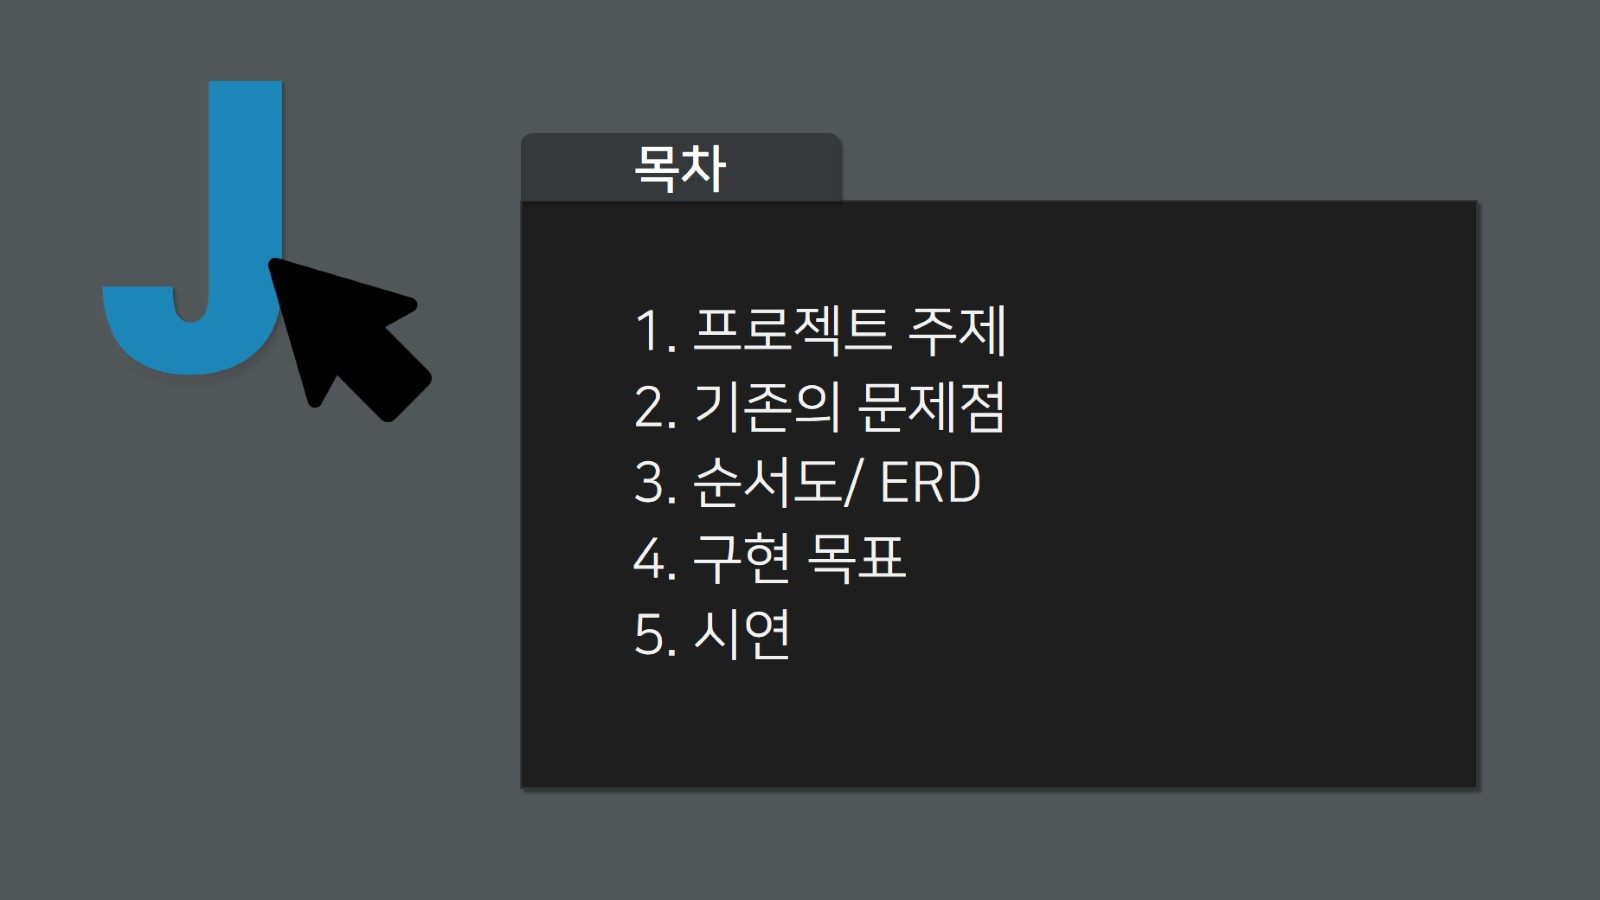 J
목차
1. 프로젝트 주제
2. 기존의 문제점
3. 순서도/ ERD
4. 구현 목표
5. 시연